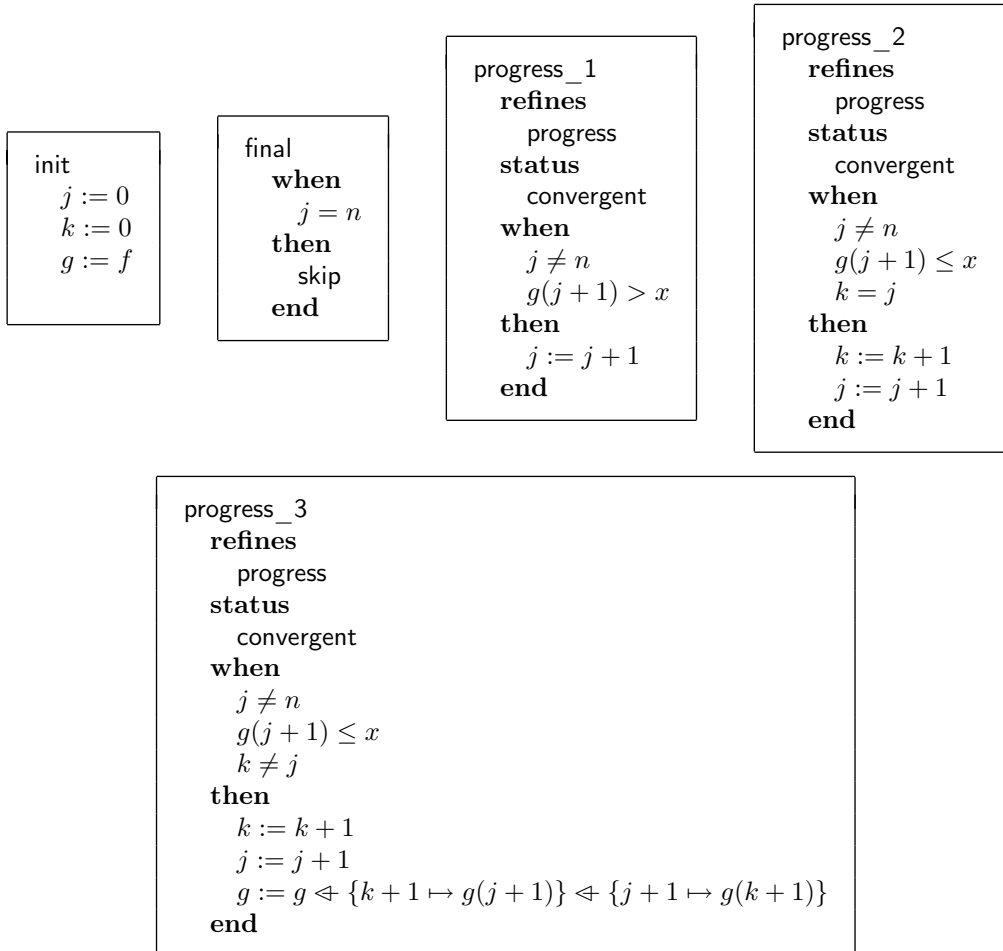 init
j := 0
k := 0
g := f
final
when
j = n
then
skip
end
progress_1
refines
progress
status
convergent
when
j ≠ n
g(j + 1) > x
then
j := j + 1
end
progress_2
refines
progress
status
convergent
when
j ≠ n
g(j + 1) ≤ x
k = j
then
k := k + 1
j := j + 1
end
progress_3
refines
progress
status
convergent
when
j ≠ n
g(j + 1) ≤ x
k ≠ j
then
k := k + 1
j := j + 1
g := g ⩤ {k + 1 ↦ g(j + 1)} ⩤ {j + 1 ↦ g(k + 1)}
end